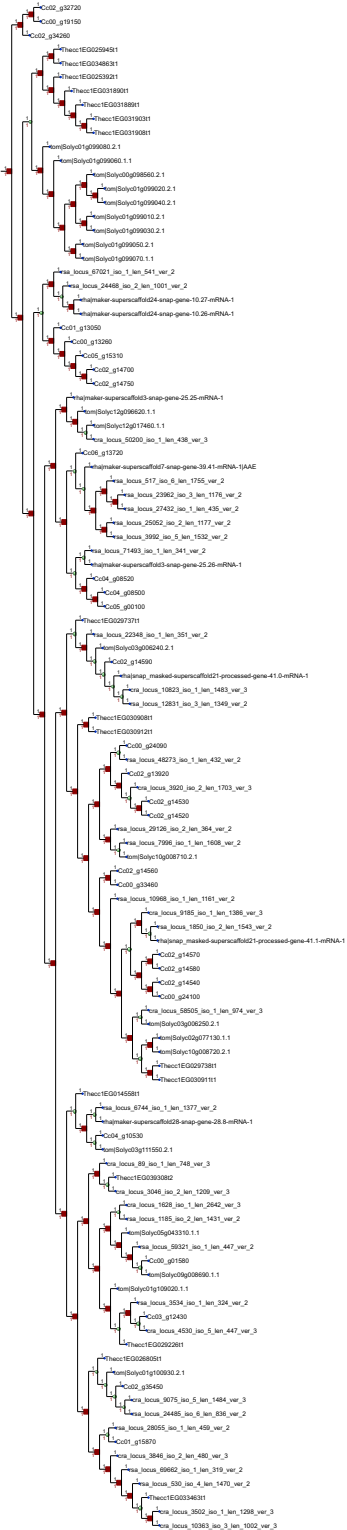 Cc02_g32720
Cc00_g19150
Cc02_g34260
Thecc1EG025945t1
Thecc1EG034863t1
Thecc1EG025392t1
Thecc1EG031890t1
Thecc1EG031889t1
Thecc1EG031903t1
Thecc1EG031908t1
tom|Solyc01g099080.2.1
tom|Solyc01g099060.1.1
tom|Solyc00g098560.2.1
tom|Solyc01g099020.2.1
tom|Solyc01g099040.2.1
tom|Solyc01g099010.2.1
tom|Solyc01g099030.2.1
tom|Solyc01g099050.2.1
tom|Solyc01g099070.1.1
rsa_locus_67021_iso_1_len_541_ver_2
rsa_locus_24468_iso_2_len_1001_ver_2
rha|maker-superscaffold24-snap-gene-10.27-mRNA-1
rha|maker-superscaffold24-snap-gene-10.26-mRNA-1
Cc01_g13050
Cc00_g13260
Cc05_g15310
Cc02_g14700
Cc02_g14750
rha|maker-superscaffold3-snap-gene-25.25-mRNA-1
tom|Solyc12g096620.1.1
tom|Solyc12g017460.1.1
cra_locus_50200_iso_1_len_438_ver_3
Cc06_g13720
rha|maker-superscaffold7-snap-gene-39.41-mRNA-1|AAE
rsa_locus_517_iso_6_len_1755_ver_2
rsa_locus_23962_iso_3_len_1176_ver_2
rsa_locus_27432_iso_1_len_435_ver_2
rsa_locus_25052_iso_2_len_1177_ver_2
rsa_locus_3992_iso_5_len_1532_ver_2
rsa_locus_71493_iso_1_len_341_ver_2
rha|maker-superscaffold3-snap-gene-25.26-mRNA-1
Cc04_g08520
Cc04_g08500
Cc05_g00100
Thecc1EG029737t1
rsa_locus_22348_iso_1_len_351_ver_2
tom|Solyc03g006240.2.1
Cc02_g14590
rha|snap_masked-superscaffold21-processed-gene-41.0-mRNA-1
cra_locus_10823_iso_1_len_1483_ver_3
rsa_locus_12831_iso_3_len_1349_ver_2
Thecc1EG030908t1
Thecc1EG030912t1
Cc00_g24090
rsa_locus_48273_iso_1_len_432_ver_2
Cc02_g13920
cra_locus_3920_iso_2_len_1703_ver_3
Cc02_g14530
Cc02_g14520
rsa_locus_29126_iso_2_len_364_ver_2
rsa_locus_7996_iso_1_len_1608_ver_2
tom|Solyc10g008710.2.1
Cc02_g14560
Cc00_g33460
rsa_locus_10968_iso_1_len_1161_ver_2
cra_locus_9185_iso_1_len_1386_ver_3
rsa_locus_1850_iso_2_len_1543_ver_2
rha|snap_masked-superscaffold21-processed-gene-41.1-mRNA-1
Cc02_g14570
Cc02_g14580
Cc02_g14540
Cc00_g24100
cra_locus_58505_iso_1_len_974_ver_3
tom|Solyc03g006250.2.1
tom|Solyc02g077130.1.1
tom|Solyc10g008720.2.1
Thecc1EG029738t1
Thecc1EG030911t1
Thecc1EG014558t1
rsa_locus_6744_iso_1_len_1377_ver_2
rha|maker-superscaffold28-snap-gene-28.8-mRNA-1
Cc04_g10530
tom|Solyc03g111550.2.1
cra_locus_89_iso_1_len_748_ver_3
Thecc1EG039308t2
cra_locus_3046_iso_2_len_1209_ver_3
cra_locus_1628_iso_1_len_2642_ver_3
rsa_locus_1185_iso_2_len_1431_ver_2
tom|Solyc05g043310.1.1
rsa_locus_59321_iso_1_len_447_ver_2
Cc00_g01580
tom|Solyc09g008690.1.1
tom|Solyc01g109020.1.1
rsa_locus_3534_iso_1_len_324_ver_2
Cc03_g12430
cra_locus_4530_iso_5_len_447_ver_3
Thecc1EG029226t1
Thecc1EG026805t1
tom|Solyc01g100930.2.1
Cc02_g35450
cra_locus_9075_iso_5_len_1484_ver_3
rsa_locus_24485_iso_6_len_836_ver_2
rsa_locus_28055_iso_1_len_459_ver_2
Cc01_g15870
cra_locus_3846_iso_2_len_480_ver_3
rsa_locus_69662_iso_1_len_319_ver_2
rsa_locus_530_iso_4_len_1470_ver_2
Thecc1EG033463t1
cra_locus_3502_iso_1_len_1298_ver_3
cra_locus_10363_iso_3_len_1002_ver_3